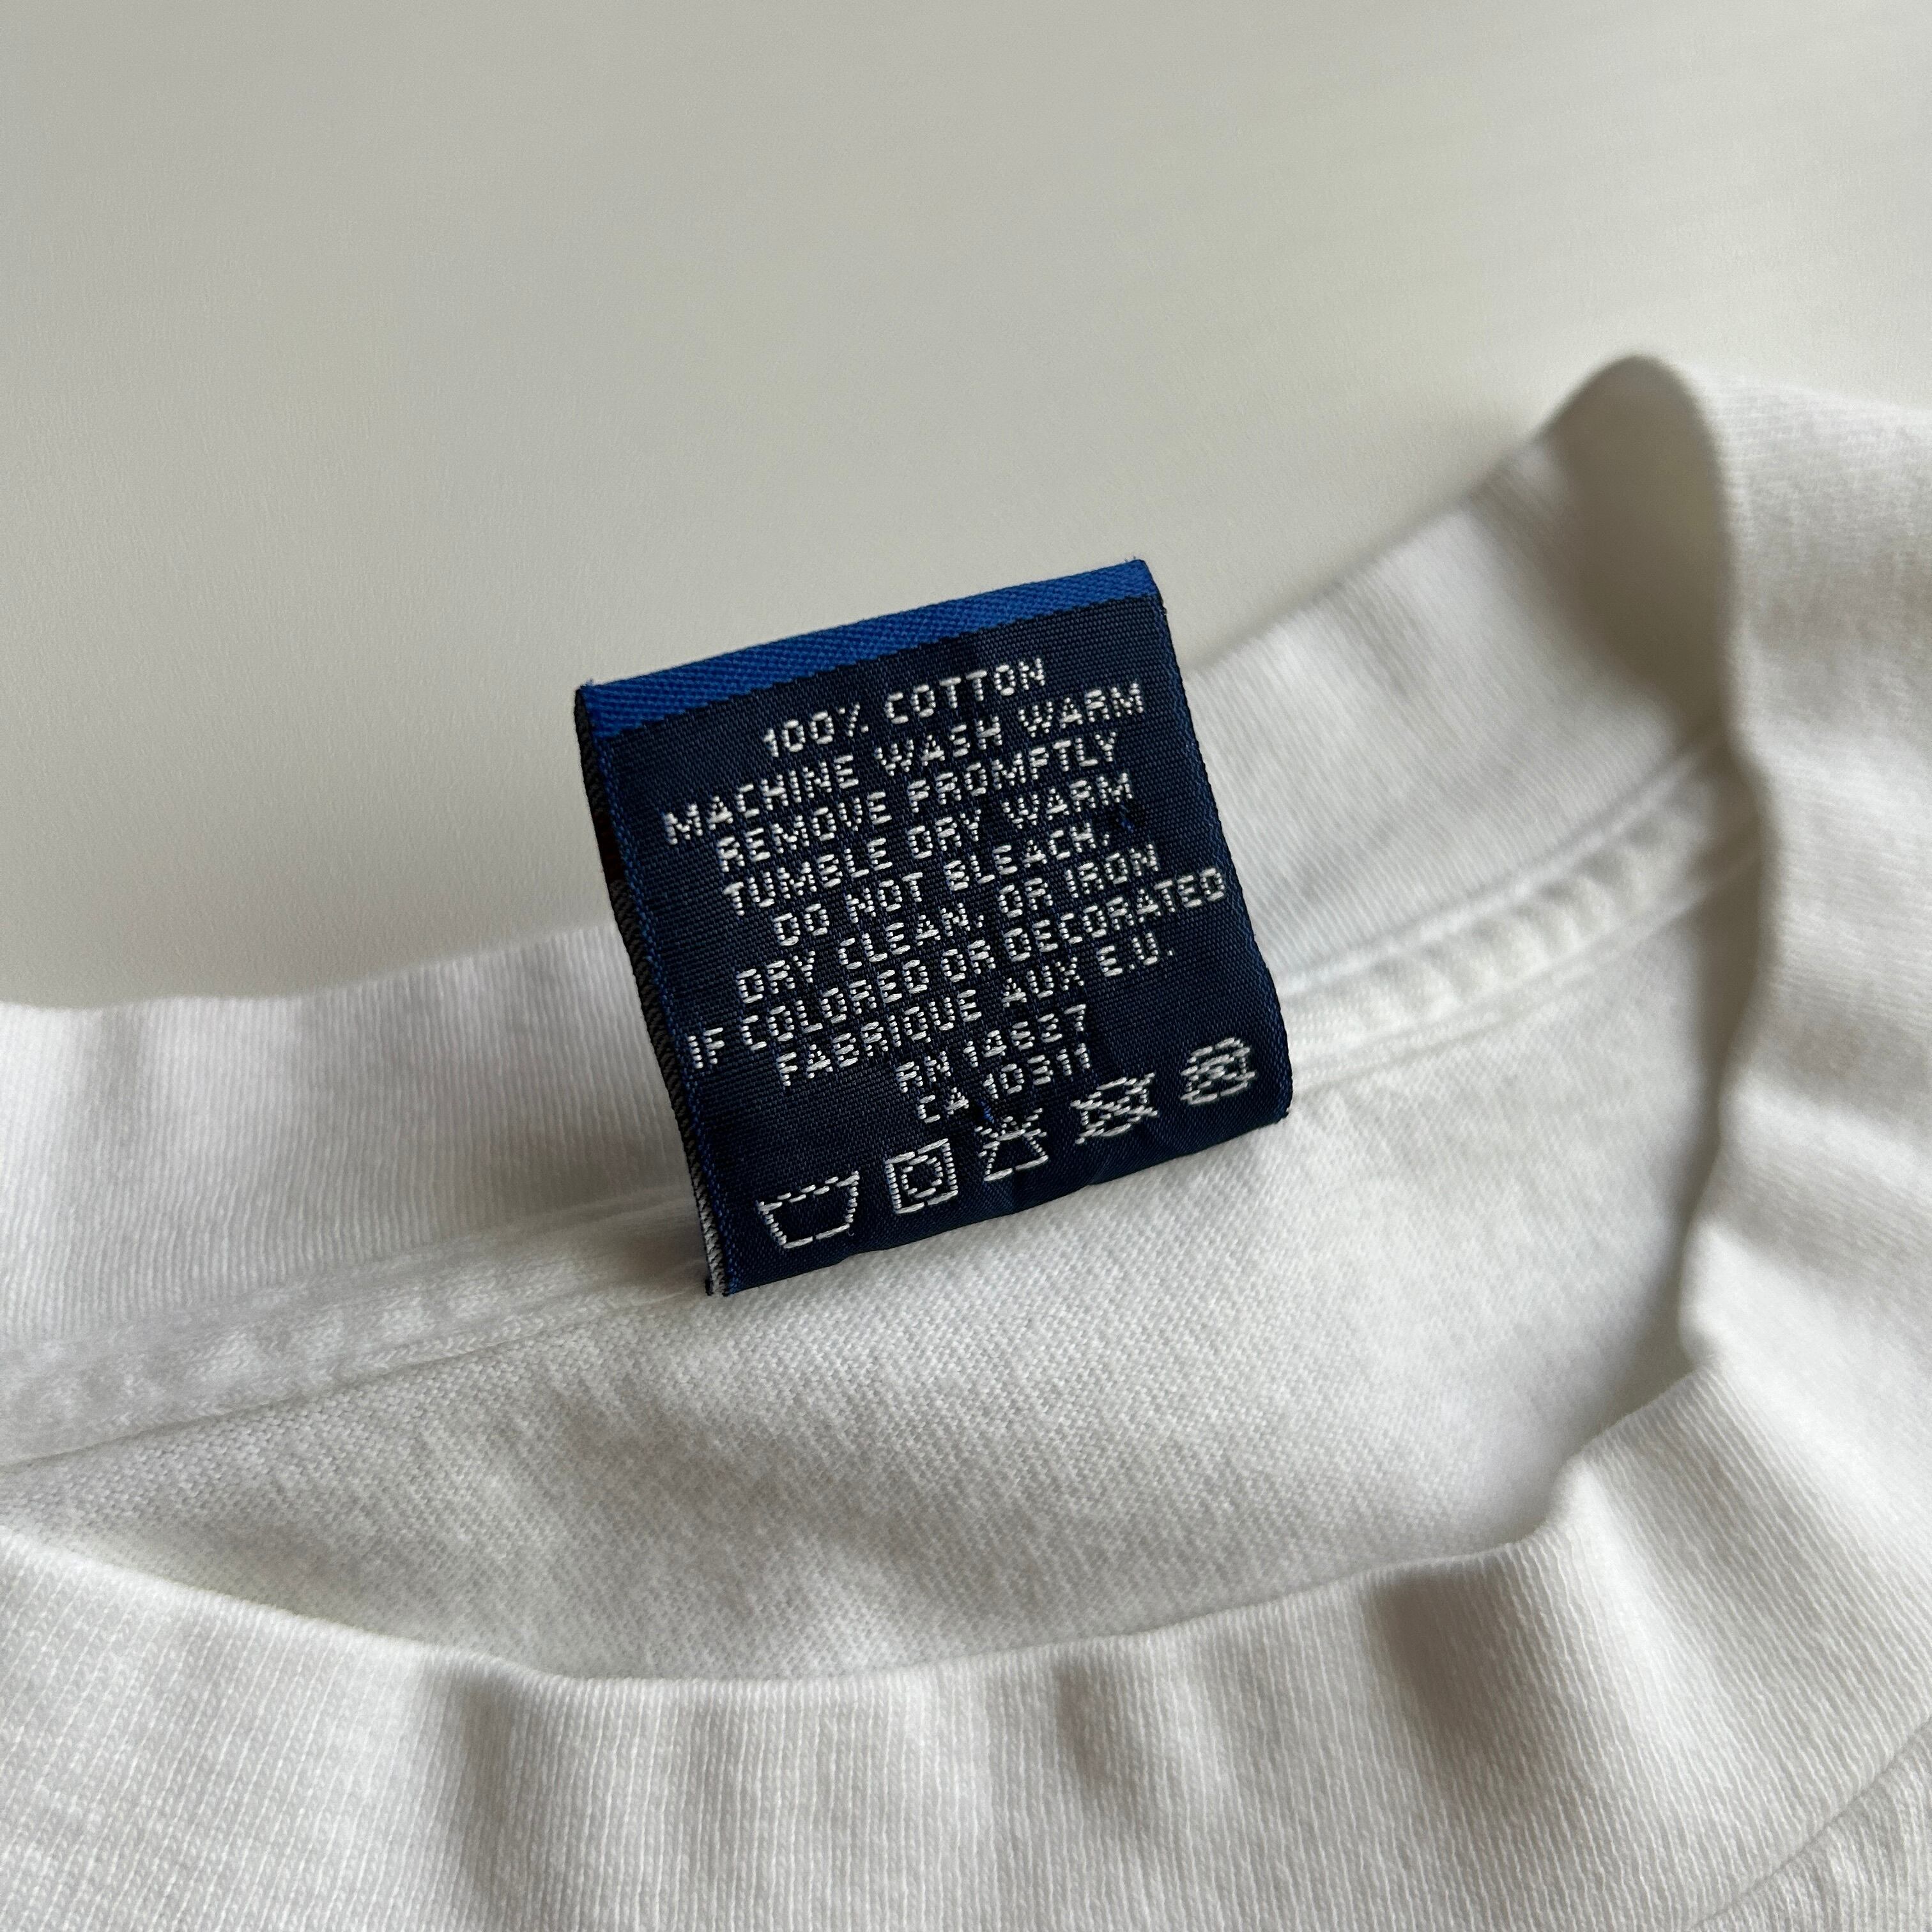 100% COTTON
MACHINE WASH WARM
REMOVE PROMPTLY
TUMBLE DRY WARM
DO NOT BLEACH,
DRY CLEAN, OR IRON
IF COLORED OR DECORATED
FABRIQUE AUX E.U.
RN 14627
CA 10311